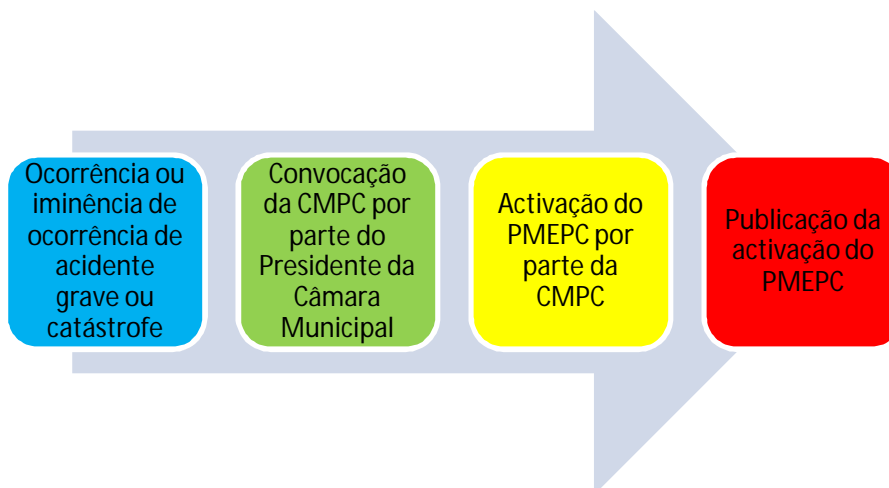 Ocorrência ou
iminência de
ocorrência de
acidente
grave ou
catástrofe
Convocação
da CMPC por
parte do
Presidente da
Câmara
Municipal
Activação do
PMEPC por
parte da
CMPC
Publicação da
activação do
PMEPC